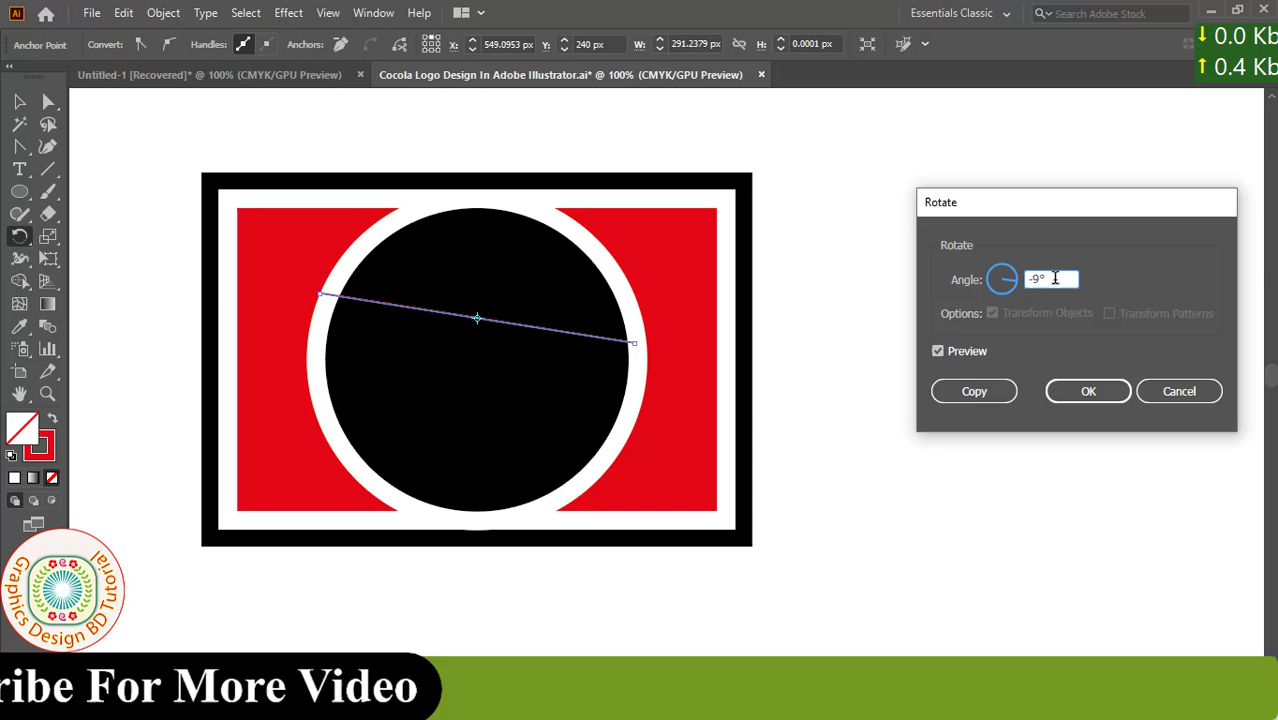 Ai File Edit Object Type Select Effect View Window Help Essentials Classic Search Adobe Stock
↓ 0.0 Kb
↑ 0.4 Kb
Anchor Point Convert: Handles: Anchors: X: 549.0953 pt Y: 240 px W: 291.2379 px H: 0.0001 px
Untitled-1 [Recovered]* @ 100% (CMYK/GPU Preview) × Cocola Logo Design In Adobe Illustrator.ai* @ 100% (CMYK/GPU Preview) ×
Rotate
Rotate
Angle: -9°
Options: Transform Objects Transform Patterns
Preview
Copy OK Cancel
Graphics Design BD Tutorial
ribe For More Video